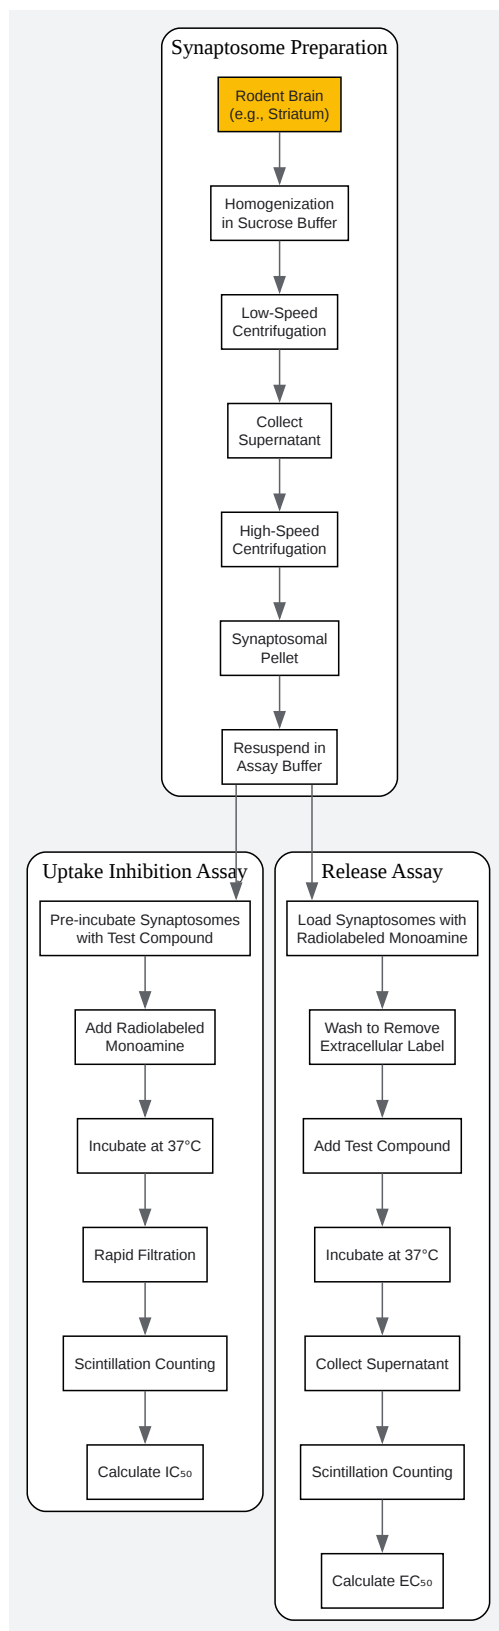 Synaptosome Preparation
Rodent Brain
(e.g., Striatum)
Homogenization
in Sucrose Buffer
Low-Speed
Centrifugation
Collect
Supernatant
High-Speed
Centrifugation
Synaptosomal
Pellet
Resuspend in
Assay Buffer
Uptake Inhibition Assay
Pre-incubate Synaptosomes
with Test Compound
Add Radiolabeled
Monoamine
Incubate at 37°C
Rapid Filtration
Scintillation Counting
Calculate IC₅₀
Release Assay
Load Synaptosomes with
Radiolabeled Monoamine
Wash to Remove
Extracellular Label
Add Test Compound
Incubate at 37°C
Collect Supernatant
Scintillation Counting
Calculate EC₅₀